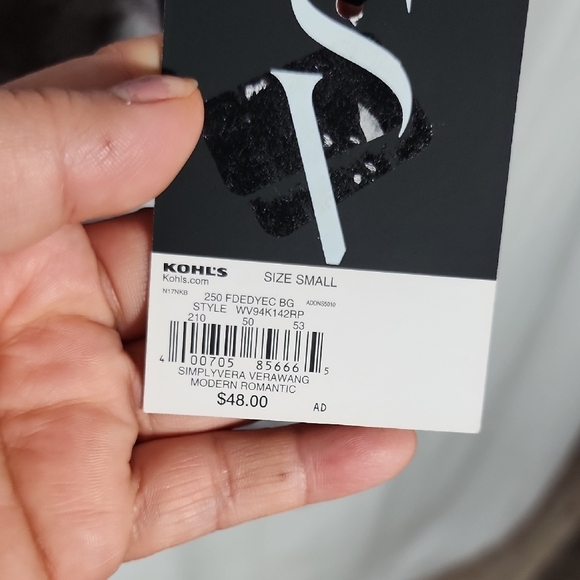 S
V
KOHL'S SIZE SMALL
Kohls.com
N17NKB 250 FDEDYEC BG ADONS5010
STYLE WV94K142RP
210 50 53
4 00705 85666 5
SIMPLYVERA VERAWANG
MODERN ROMANTIC
$48.00 AD